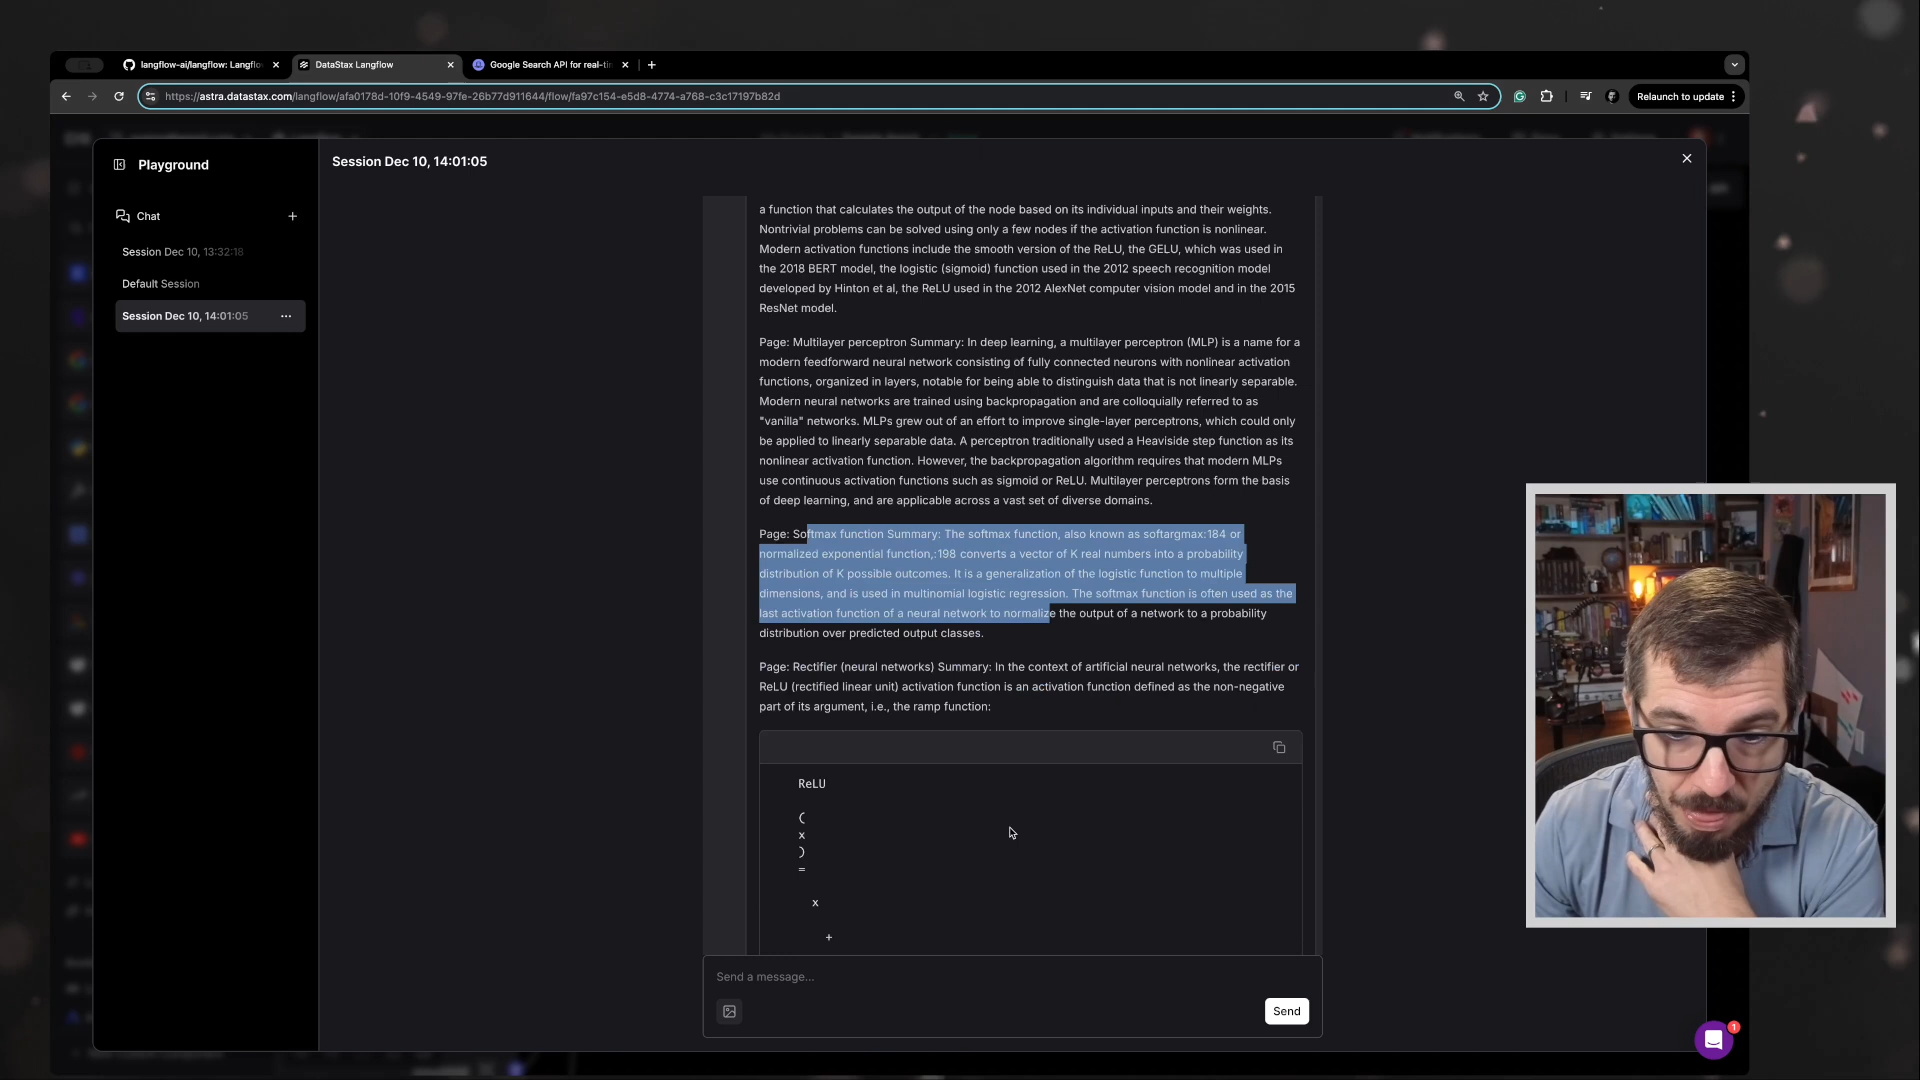 langflow-ai/langflow: Langflo
DataStax Langflow
Google Search API for real-tin
https://astra.datastax.com/langflow/afa0178d-10f9-4549-97fe-26b77d911644/flow/fa97c154-e5d8-4774-a768-c3c17197b82d
Relaunch to update
Playground
Session Dec 10, 14:01:05
Chat
Session Dec 10, 13:32:18
Default Session
Session Dec 10, 14:01:05
a function that calculates the output of the node based on its individual inputs and their weights.
Nontrivial problems can be solved using only a few nodes if the activation function is nonlinear.
Modern activation functions include the smooth version of the ReLU, the GELU, which was used in
the 2018 BERT model, the logistic (sigmoid) function used in the 2012 speech recognition model
developed by Hinton et al, the ReLU used in the 2012 AlexNet computer vision model and in the 2015
ResNet model.
Page: Multilayer perceptron Summary: In deep learning, a multilayer perceptron (MLP) is a name for a
modern feedforward neural network consisting of fully connected neurons with nonlinear activation
functions, organized in layers, notable for being able to distinguish data that is not linearly separable.
Modern neural networks are trained using backpropagation and are colloquially referred to as
"vanilla" networks. MLPs grew out of an effort to improve single-layer perceptrons, which could only
be applied to linearly separable data. A perceptron traditionally used a Heaviside step function as its
nonlinear activation function. However, the backpropagation algorithm requires that modern MLPs
use continuous activation functions such as sigmoid or ReLU. Multilayer perceptrons form the basis
of deep learning, and are applicable across a vast set of diverse domains.
Page: Softmax function Summary: The softmax function, also known as softargmax:184 or
normalized exponential function,:198 converts a vector of K real numbers into a probability
distribution of K possible outcomes. It is a generalization of the logistic function to multiple
dimensions, and is used in multinomial logistic regression. The softmax function is often used as the
last activation function of a neural network to normalize the output of a network to a probability
distribution over predicted output classes.
Page: Rectifier (neural networks) Summary: In the context of artificial neural networks, the rectifier or
ReLU (rectified linear unit) activation function is an activation function defined as the non-negative
part of its argument, i.e., the ramp function:
ReLU
(
x
)
=
x
+
Send a message...
Send
1